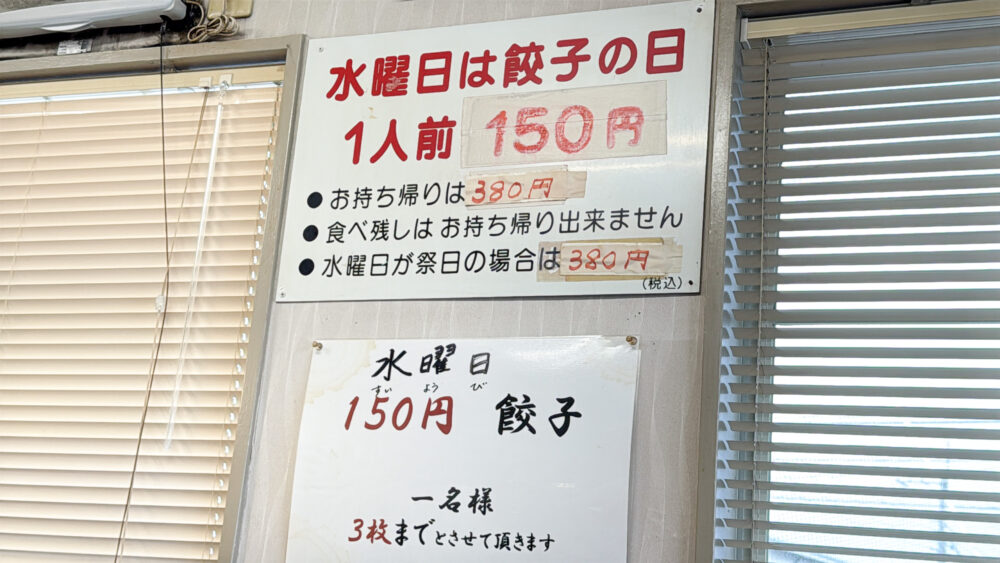 水曜日は餃子の日
1人前 150円
● お持ち帰りは 380円
● 食べ残しは お持ち帰り出来ません
● 水曜日が祭日の場合は 380円
(税込)
水曜日
すい よう び
150円 餃子
一名様
3枚までとさせて頂きます